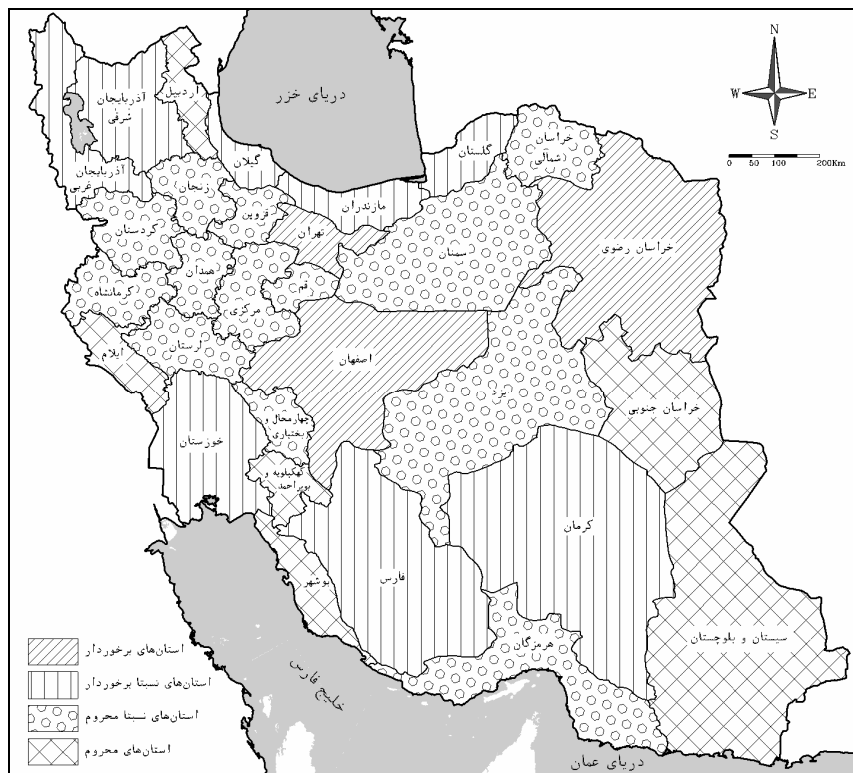 N
W E
S
0 50 100 200Km
دریای خزر
آذربایجان
شرقی
اردبیل
آذربایجان
غربی
گیلان
زنجان
قزوین
مازندران
گلستان
خراسان
شمالی
خراسان رضوی
کردستان
تهران
سمنان
همدان
کرمانشاه
مرکزی
قم
لرستان
ایلام
اصفهان
یزد
خراسان جنوبی
خوزستان
چهارمحال و
بختیاری
کهکیلویه و
بویراحمد
فارس
بوشهر
کرمان
هرمزگان
سیستان و بلوچستان
خلیج فارس
دریای عمان
استان‌های برخوردار
استان‌های نسبتا برخوردار
استان‌های نسبتا محروم
استان‌های محروم